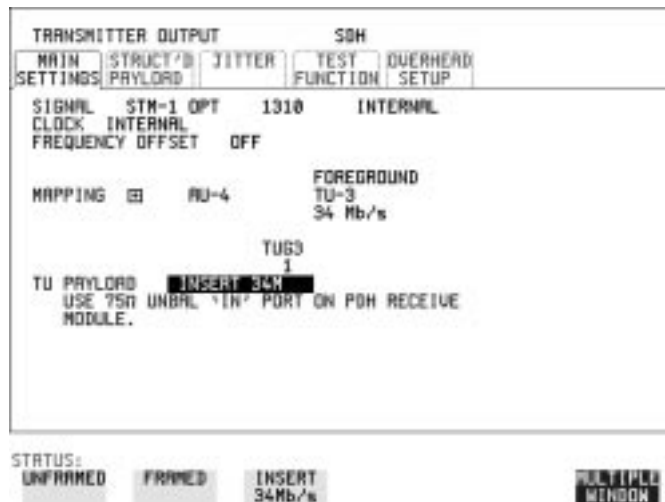 TRANSMITTER OUTPUT SDH
MAIN SETTINGS STRUCT'D PAYLOAD JITTER TEST FUNCTION OVERHEAD SETUP
SIGNAL STM-1 OPT 1310 INTERNAL
CLOCK INTERNAL
FREQUENCY OFFSET OFF
FOREGROUND
MAPPING AU-4 TU-3
34 Mb/s
TUG3
1
TU PAYLOAD INSERT 34M
USE 75Ω UNBAL 'IN' PORT ON PDH RECEIVE
MODULE.
STATUS:
UNFRAMED FRAMED INSERT 34Mb/s MULTIPLE WINDOW